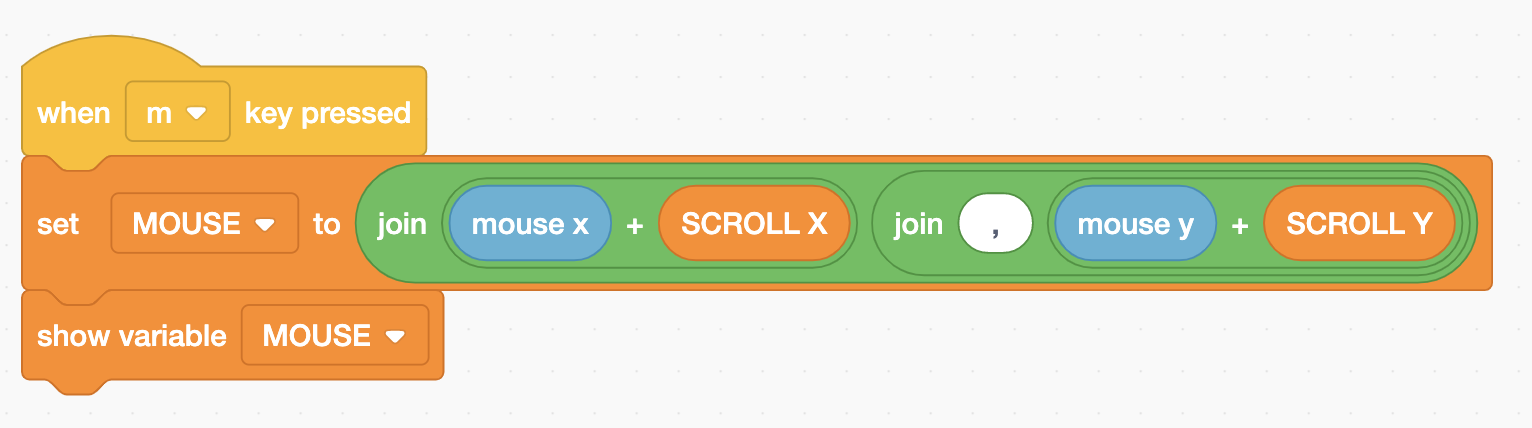 when m key pressed
set MOUSE to join mouse x + SCROLL X join , mouse y + SCROLL Y
show variable MOUSE